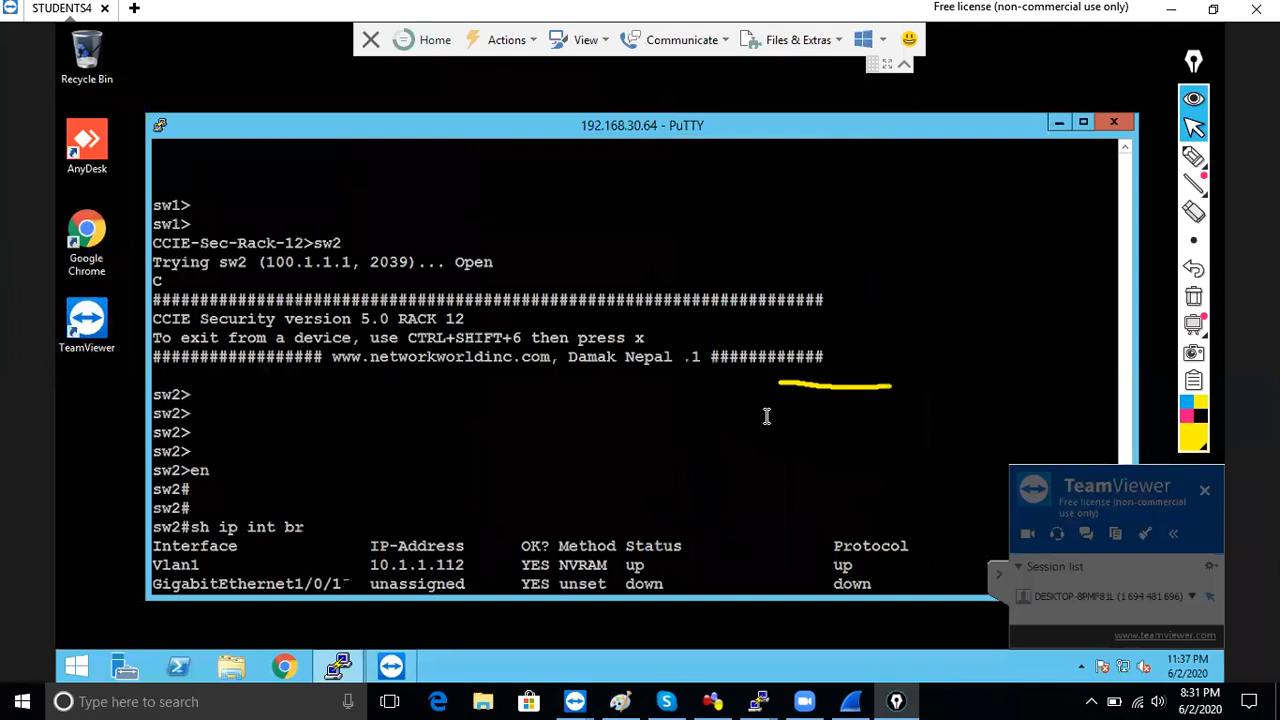 STUDENTS4
Free license (non-commercial use only)
Home
Actions
View
Communicate
Files & Extras
Recycle Bin
AnyDesk
Google
Chrome
TeamViewer
192.168.30.64 - PuTTY
sw1>
sw1>
CCIE-Sec-Rack-12>sw2
Trying sw2 (100.1.1.1, 2039)... Open
C
#######################################################################
CCIE Security version 5.0 RACK 12
To exit from a device, use CTRL+SHIFT+6 then press x
################## www.networkworldinc.com, Damak Nepal .1 ############
sw2>
sw2>
sw2>
sw2>
sw2>en
sw2#
sw2#
sw2#sh ip int br
Interface IP-Address OK? Method Status Protocol
Vlan1 10.1.1.112 YES NVRAM up up
GigabitEthernet1/0/1 unassigned YES unset down down
TeamViewer
Free license (non-commercial
use only)
Session list
DESKTOP-8PMF81L (1 694 481 696)
www.teamviewer.com
11:37 PM
6/2/2020
Type here to search
8:31 PM
6/2/2020